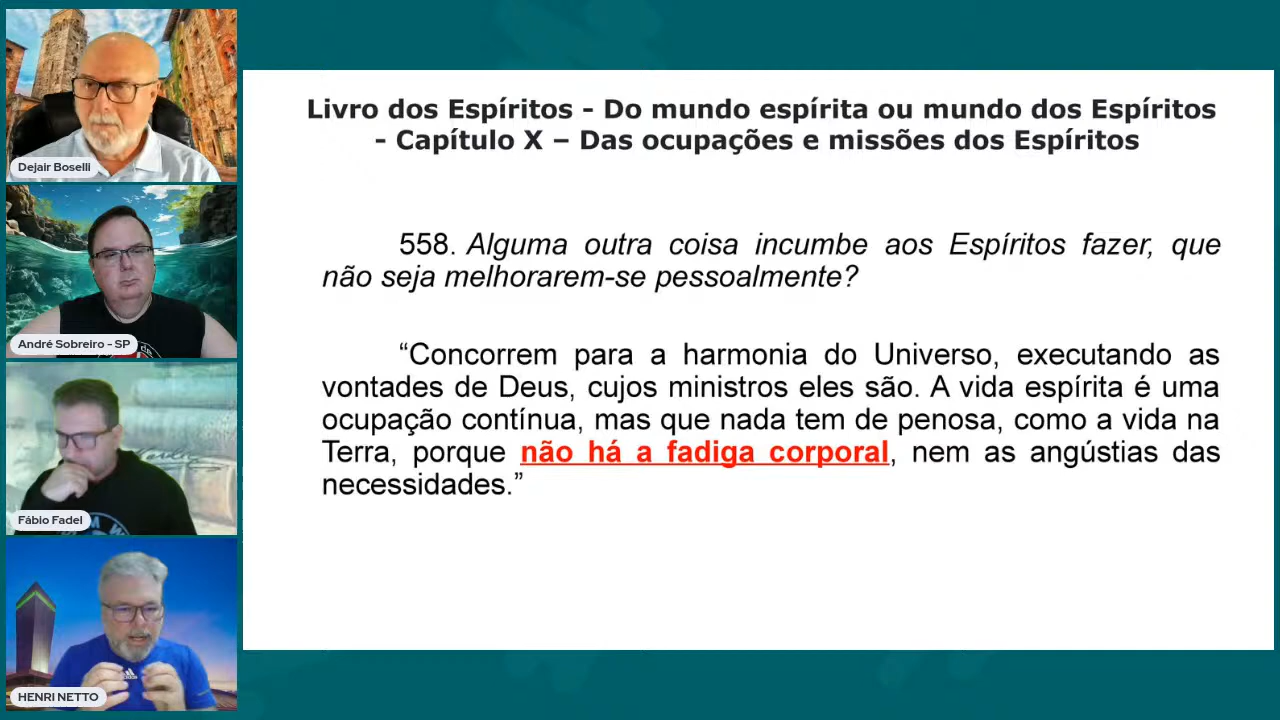 Dejair Boselli
André Sobreiro - SP
Fábio Fadel
HENRI NETTO
Livro dos Espíritos - Do mundo espírita ou mundo dos Espíritos
- Capítulo X – Das ocupações e missões dos Espíritos
558. Alguma outra coisa incumbe aos Espíritos fazer, que
não seja melhorarem-se pessoalmente?
“Concorrem para a harmonia do Universo, executando as
vontades de Deus, cujos ministros eles são. A vida espírita é uma
ocupação contínua, mas que nada tem de penosa, como a vida na
Terra, porque não há a fadiga corporal, nem as angústias das
necessidades.”